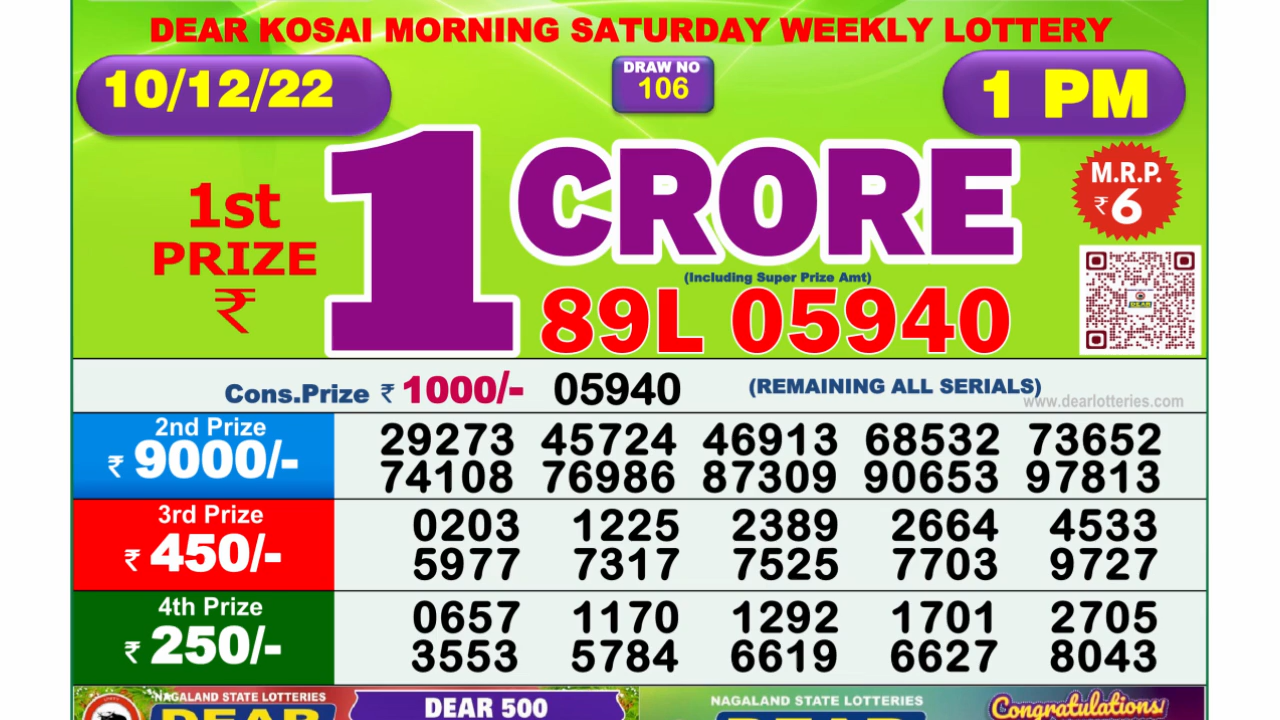 DEAR KOSAI MORNING SATURDAY WEEKLY LOTTERY
10/12/22
DRAW NO
106
1 PM
1st
PRIZE
₹
1 CRORE
(Including Super Prize Amt)
89L 05940
M.R.P.
₹6
DEAR
Cons.Prize ₹ 1000/- 05940 (REMAINING ALL SERIALS)
www.dearlotteries.com
2nd Prize
₹ 9000/-
29273 45724 46913 68532 73652
74108 76986 87309 90653 97813
3rd Prize
₹ 450/-
0203 1225 2389 2664 4533
5977 7317 7525 7703 9727
4th Prize
₹ 250/-
0657 1170 1292 1701 2705
3553 5784 6619 6627 8043
NAGALAND STATE LOTTERIES
DEAR
DEAR 500
NAGALAND STATE LOTTERIES
DEAR
Congratulations!